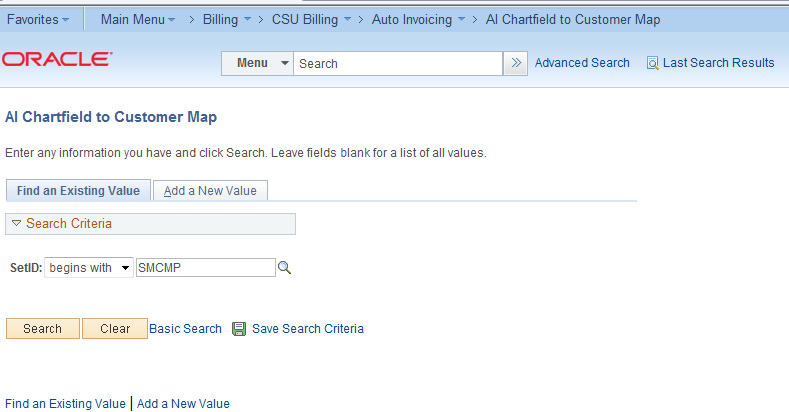 Favorites Main Menu > Billing > CSU Billing > Auto Invoicing > AI Chartfield to Customer Map
ORACLE
Menu Search Advanced Search Last Search Results
AI Chartfield to Customer Map
Enter any information you have and click Search. Leave fields blank for a list of all values.
Find an Existing Value Add a New Value
Search Criteria
SetID: begins with SMCMP
Search Clear Basic Search Save Search Criteria
Find an Existing Value | Add a New Value